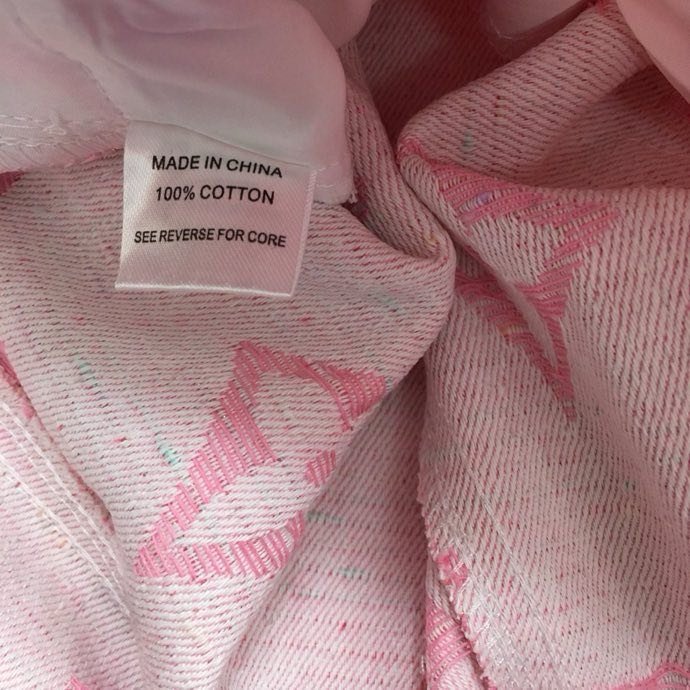 MADE IN CHINA
100% COTTON
SEE REVERSE FOR CORE